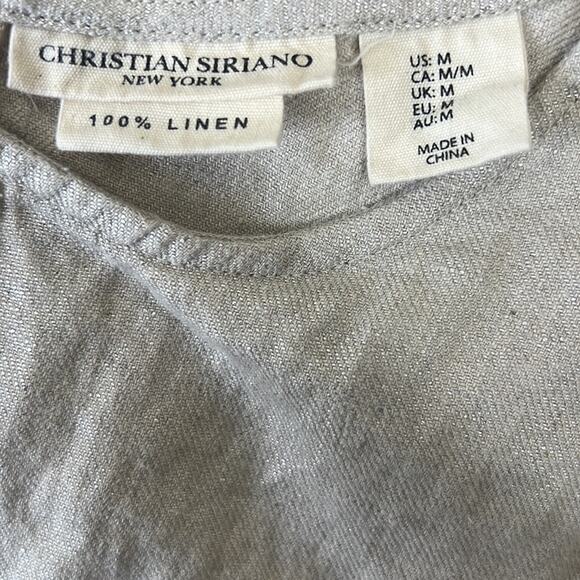 CHRISTIAN SIRIANO
NEW YORK
100% LINEN
US: M
CA: M/M
UK: M
EU: M
AU: M
MADE IN
CHINA